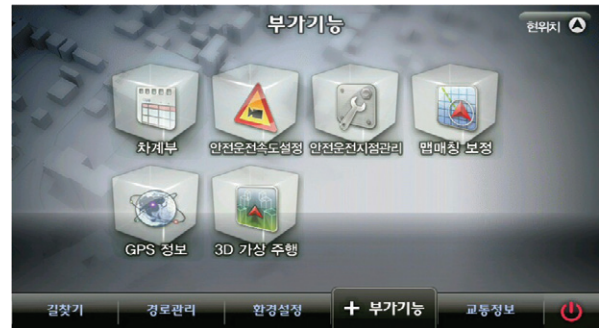 부가기능
현위치
차계부
안전운전속도설정
안전운전지점관리
맵매칭 보정
GPS 정보
3D 가상 주행
길찾기
경로관리
환경설정
부가기능
교통정보